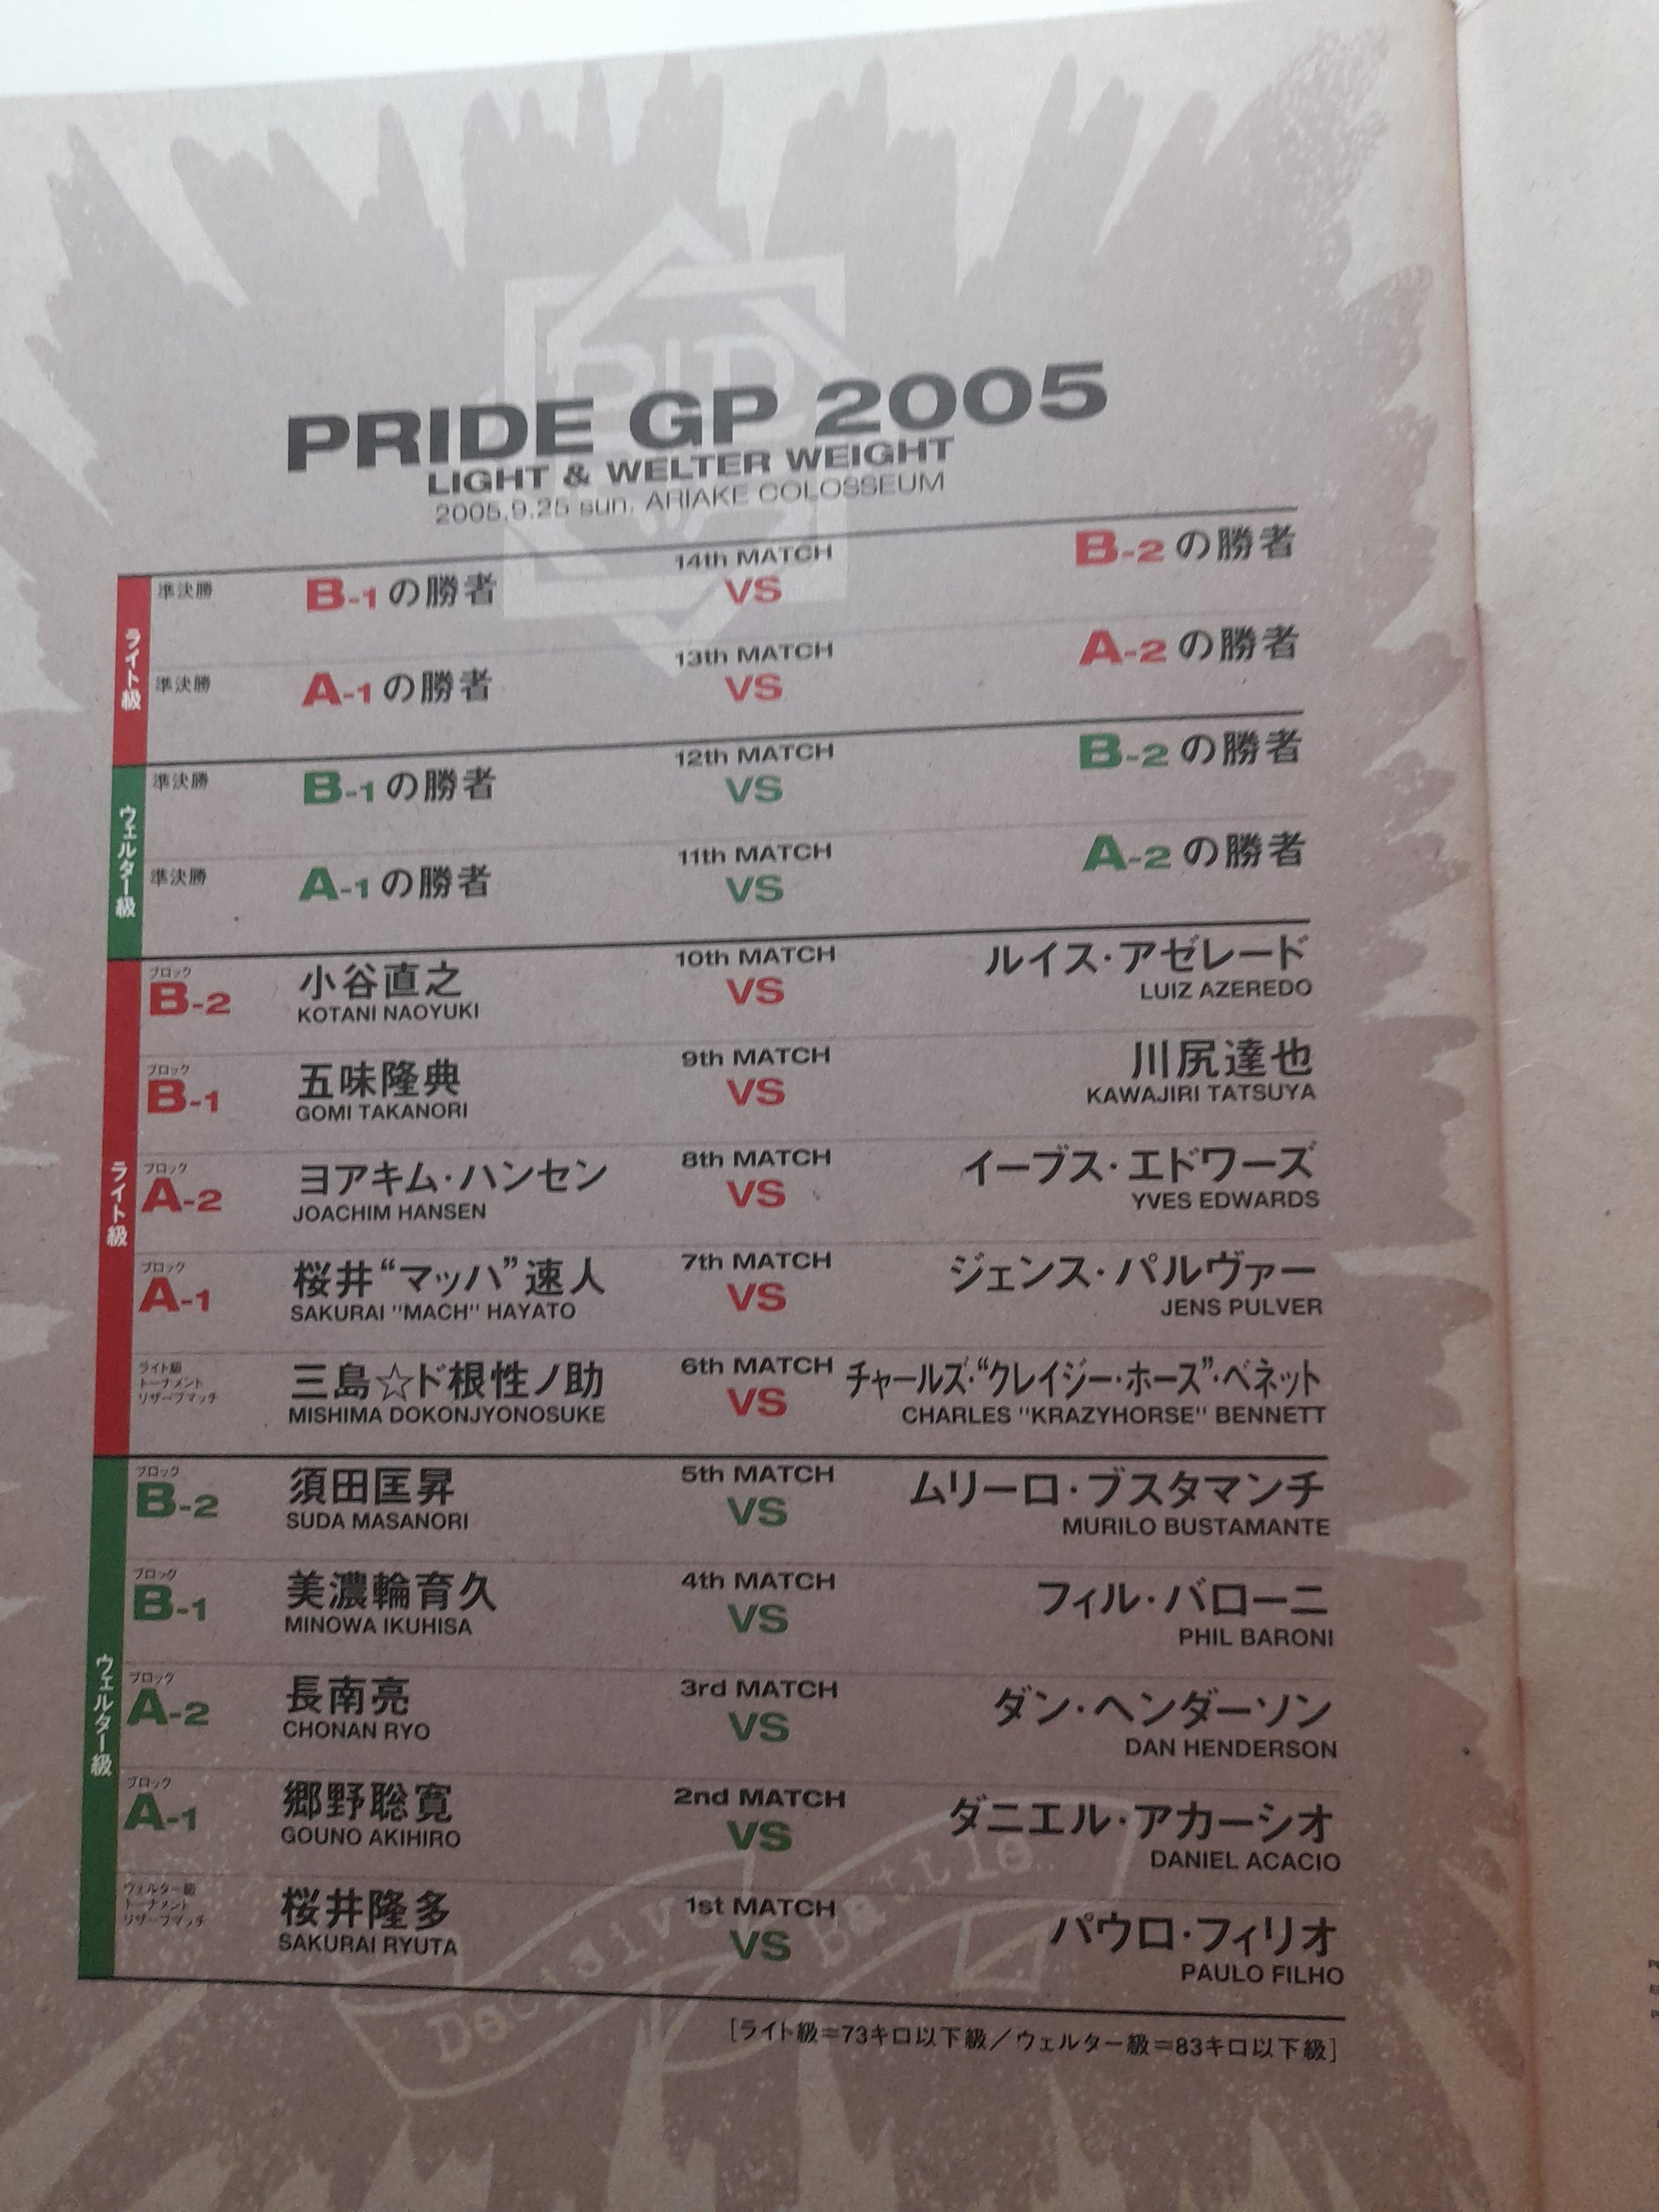 PRIDE GP 2005
LIGHT & WELTER WEIGHT
2005.9.25 sun. ARIAKE COLOSSEUM
ライト級
準決勝 B-1の勝者 14th MATCH VS B-2の勝者
準決勝 A-1の勝者 13th MATCH VS A-2の勝者
ウェルター級
準決勝 B-1の勝者 12th MATCH VS B-2の勝者
準決勝 A-1の勝者 11th MATCH VS A-2の勝者
ライト級
ブロック
B-2 小谷直之 10th MATCH VS ルイス・アゼレード
KOTANI NAOYUKI LUIZ AZEREDO
ブロック
B-1 五味隆典 9th MATCH VS 川尻達也
GOMI TAKANORI KAWAJIRI TATSUYA
ブロック
A-2 ヨアキム・ハンセン 8th MATCH VS イーブス・エドワーズ
JOACHIM HANSEN YVES EDWARDS
ブロック
A-1 桜井“マッハ”速人 7th MATCH VS ジェンス・パルヴァー
SAKURAI "MACH" HAYATO JENS PULVER
ライト級
トーナメント
リザーブマッチ
三島☆ド根性ノ助 6th MATCH VS チャールズ・“クレイジー・ホース”・ベネット
MISHIMA DOKONJYONOSUKE CHARLES "KRAZYHORSE" BENNETT
ウェルター級
ブロック
B-2 須田匡昇 5th MATCH VS ムリーロ・ブスタマンチ
SUDA MASANORI MURILO BUSTAMANTE
ブロック
B-1 美濃輪育久 4th MATCH VS フィル・バローニ
MINOWA IKUHISA PHIL BARONI
ブロック
A-2 長南亮 3rd MATCH VS ダン・ヘンダーソン
CHONAN RYO DAN HENDERSON
ブロック
A-1 郷野聡寛 2nd MATCH VS ダニエル・アカーシオ
GOUNO AKIHIRO DANIEL ACACIO
ウェルター級
トーナメント
リザーブマッチ
桜井隆多 1st MATCH VS パウロ・フィリオ
SAKURAI RYUTA PAULO FILHO
Decisive Battle
[ライト級=73キロ以下級／ウェルター級=83キロ以下級]